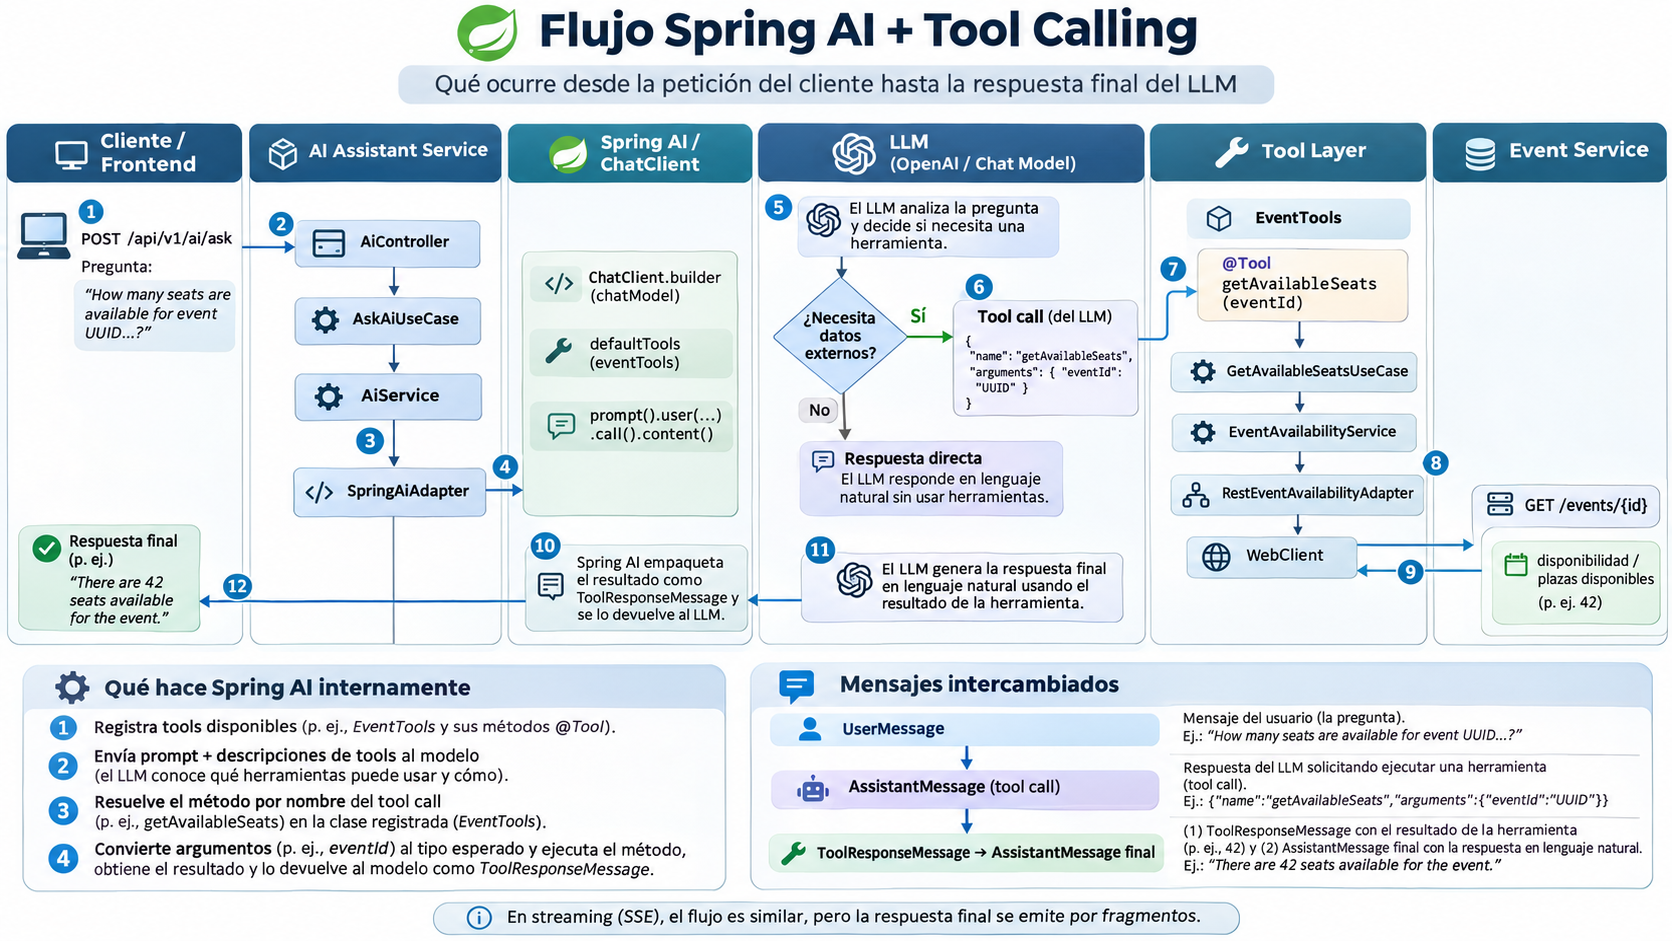 Flujo Spring AI + Tool Calling
Qué ocurre desde la petición del cliente hasta la respuesta final del LLM
Cliente /
Frontend
1
POST /api/v1/ai/ask
Pregunta:
“How many seats are
available for event
UUID...?”
Respuesta final
(p. ej.)
“There are 42
seats available
for the event.”
12
AI Assistant Service
2
AiController
AskAiUseCase
AiService
3
SpringAiAdapter
4
Spring AI /
ChatClient
ChatClient.builder
(chatModel)
defaultTools
(eventTools)
prompt().user(...)
.call().content()
10
Spring AI empaqueta
el resultado como
ToolResponseMessage y
se lo devuelve al LLM.
LLM
(OpenAI / Chat Model)
5
El LLM analiza la pregunta
y decide si necesita una
herramienta.
¿Necesita
datos
externos?
Sí
No
6
Tool call (del LLM)
{
"name": "getAvailableSeats",
"arguments": { "eventId":
"UUID" }
}
Respuesta directa
El LLM responde en lenguaje
natural sin usar herramientas.
11
El LLM genera la respuesta final
en lenguaje natural usando el
resultado de la herramienta.
Tool Layer
EventTools
7
@Tool
getAvailableSeats
(eventId)
GetAvailableSeatsUseCase
EventAvailabilityService
8
RestEventAvailabilityAdapter
WebClient
9
Event Service
GET /events/{id}
disponibilidad /
plazas disponibles
(p. ej. 42)
Qué hace Spring AI internamente
1 Registra tools disponibles (p. ej., EventTools y sus métodos @Tool).
2 Envía prompt + descripciones de tools al modelo
(el LLM conoce qué herramientas puede usar y cómo).
3 Resuelve el método por nombre del tool call
(p. ej., getAvailableSeats) en la clase registrada (EventTools).
4 Convierte argumentos (p. ej., eventId) al tipo esperado y ejecuta el método,
obtiene el resultado y lo devuelve al modelo como ToolResponseMessage.
Mensajes intercambiados
UserMessage
Mensaje del usuario (la pregunta).
Ej.: “How many seats are available for event UUID...?”
AssistantMessage (tool call)
Respuesta del LLM solicitando ejecutar una herramienta
(tool call).
Ej.: {"name":"getAvailableSeats","arguments":{"eventId":"UUID"}}
ToolResponseMessage → AssistantMessage final
(1) ToolResponseMessage con el resultado de la herramienta
(p. ej., 42) y (2) AssistantMessage final con la respuesta en lenguaje natural.
Ej.: “There are 42 seats available for the event.”
En streaming (SSE), el flujo es similar, pero la respuesta final se emite por fragmentos.